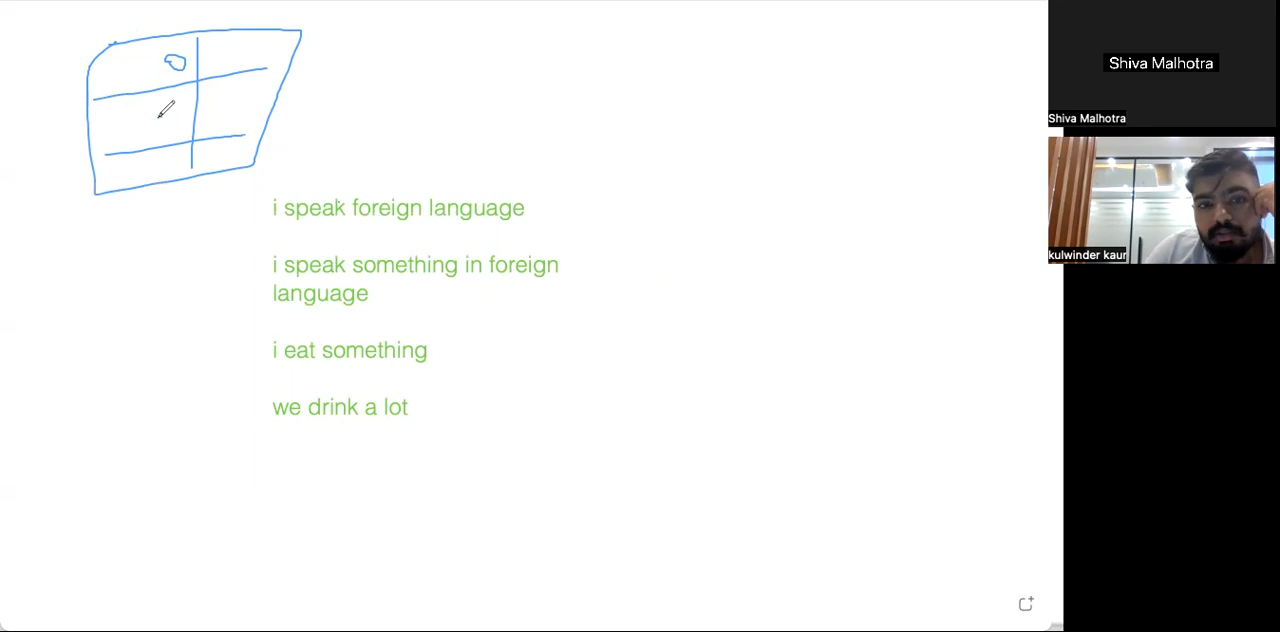 Shiva Malhotra
Shiva Malhotra
kulwinder kaur
i speak foreign language
i speak something in foreign
language
i eat something
we drink a lot